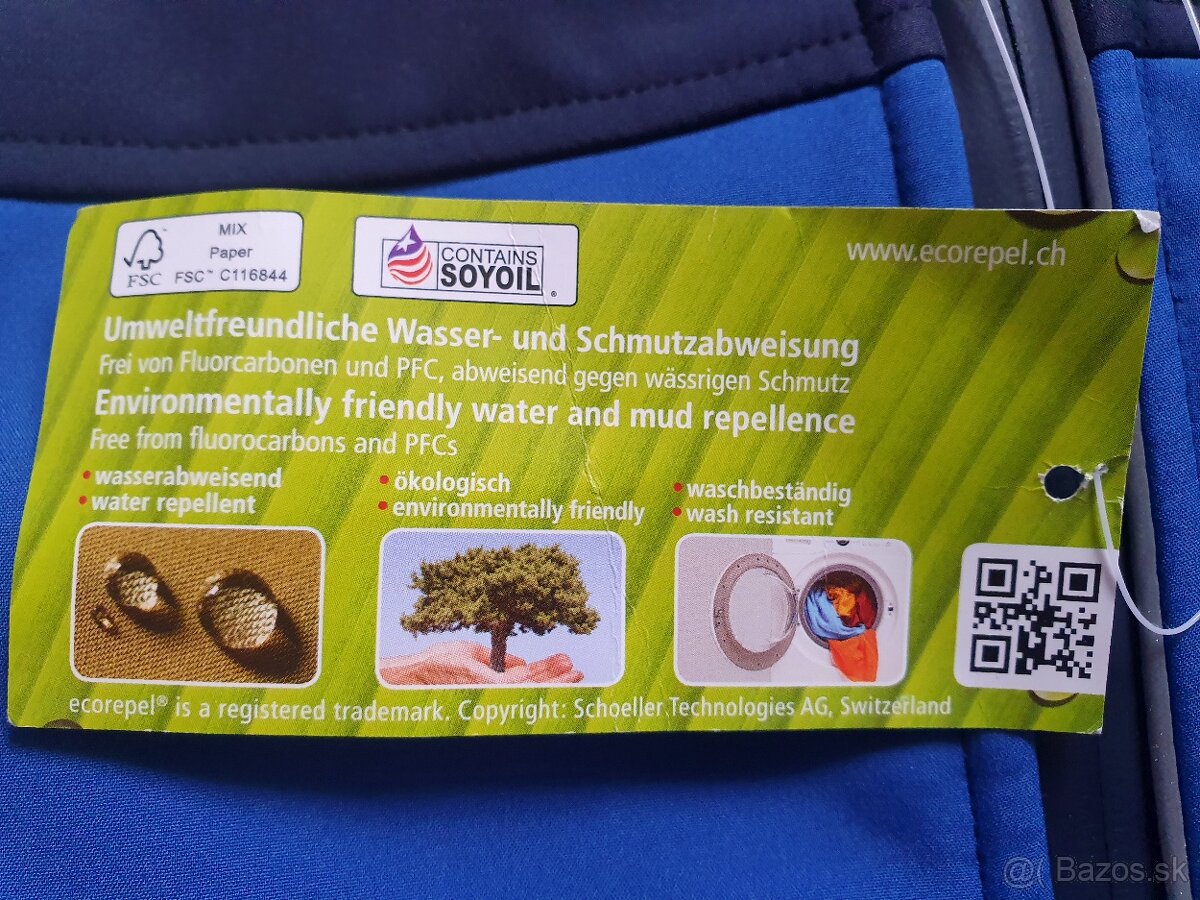 MIX
Paper
FSC FSC™ C116844
CONTAINS
SOYOIL ®
www.ecorepel.ch
Umweltfreundliche Wasser- und Schmutzabweisung
Frei von Fluorcarbonen und PFC, abweisend gegen wässrigen Schmutz
Environmentally friendly water and mud repellence
Free from fluorocarbons and PFCs
• wasserabweisend
• water repellent
• ökologisch
• environmentally friendly
• waschbeständig
• wash resistant
ecorepel® is a registered trademark. Copyright: Schoeller Technologies AG, Switzerland
Bazos.sk